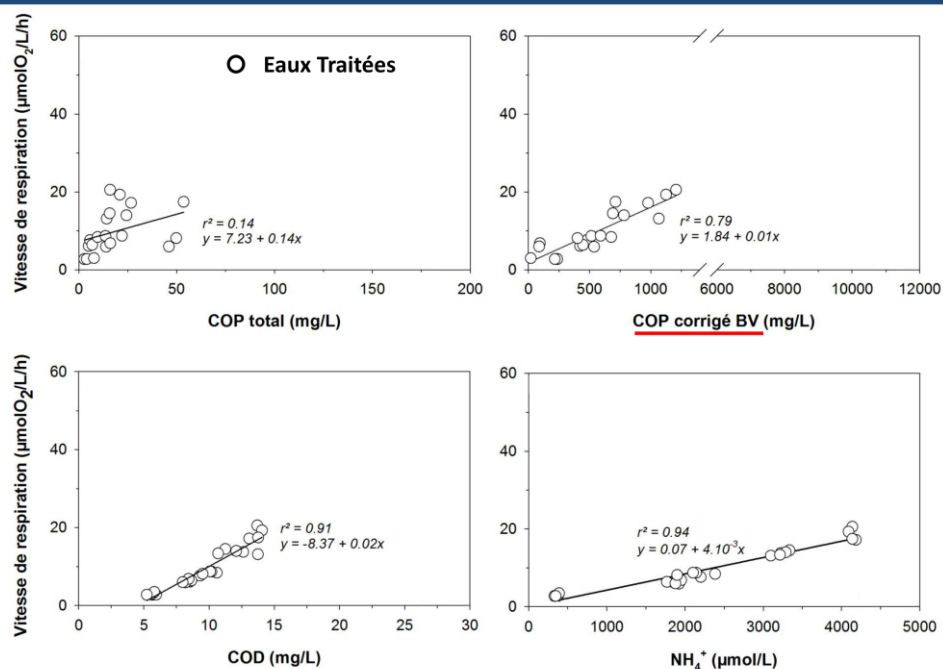 60
40
20
0
Vitesse de respiration (µmolO₂/L/h)
Eaux Traitées
r² = 0.14
y = 7.23 + 0.14x
0 50 100 150 200
COP total (mg/L)
60
40
20
0
r² = 0.79
y = 1.84 + 0.01x
0 500 1000 6000 8000 10000 12000
COP corrigé BV (mg/L)
60
40
20
0
Vitesse de respiration (µmolO₂/L/h)
r² = 0.91
y = -8.37 + 0.02x
0 5 10 15 20 25 30
COD (mg/L)
60
40
20
0
r² = 0.94
y = 0.07 + 4.10⁻³x
0 1000 2000 3000 4000 5000
NH₄⁺ (µmol/L)